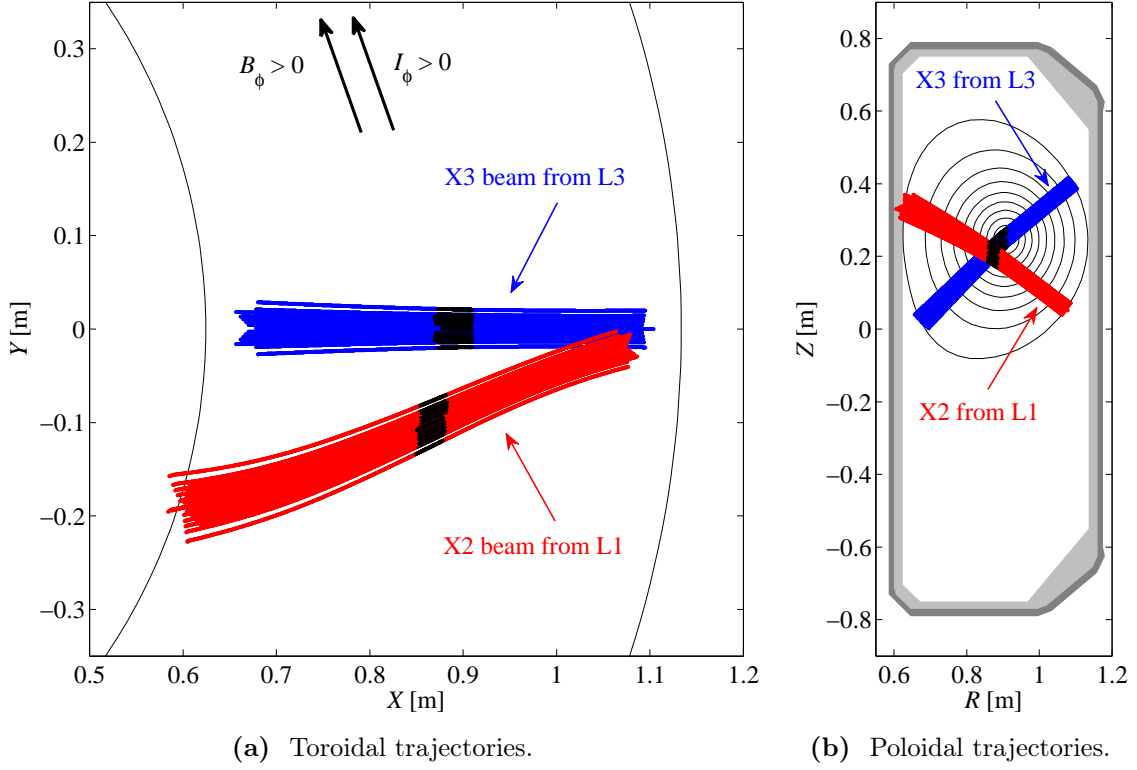 0.3
0.2
0.1
0
−0.1
−0.2
−0.3
Y [m]
B_ϕ > 0
I_ϕ > 0
X3 beam from L3
X2 beam from L1
0.5 0.6 0.7 0.8 0.9 1 1.1 1.2
X [m]
(a) Toroidal trajectories.
0.8
0.6
0.4
0.2
0
−0.2
−0.4
−0.6
−0.8
Z [m]
X3 from L3
X2 from L1
0.6 0.8 1 1.2
R [m]
(b) Poloidal trajectories.